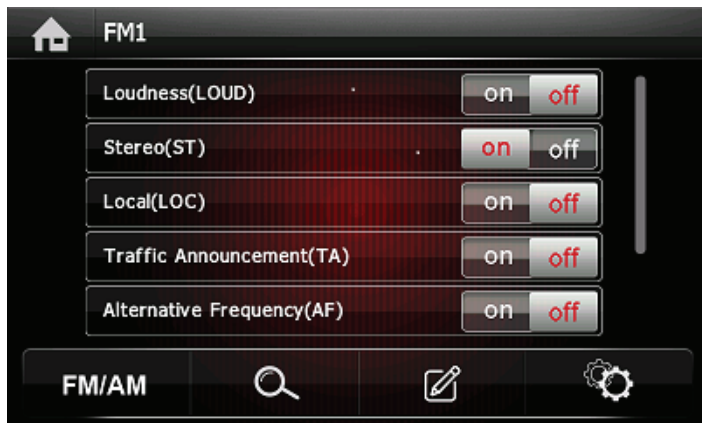 FM1
Loudness(LOUD) on off
Stereo(ST) on off
Local(LOC) on off
Traffic Announcement(TA) on off
Alternative Frequency(AF) on off
FM/AM